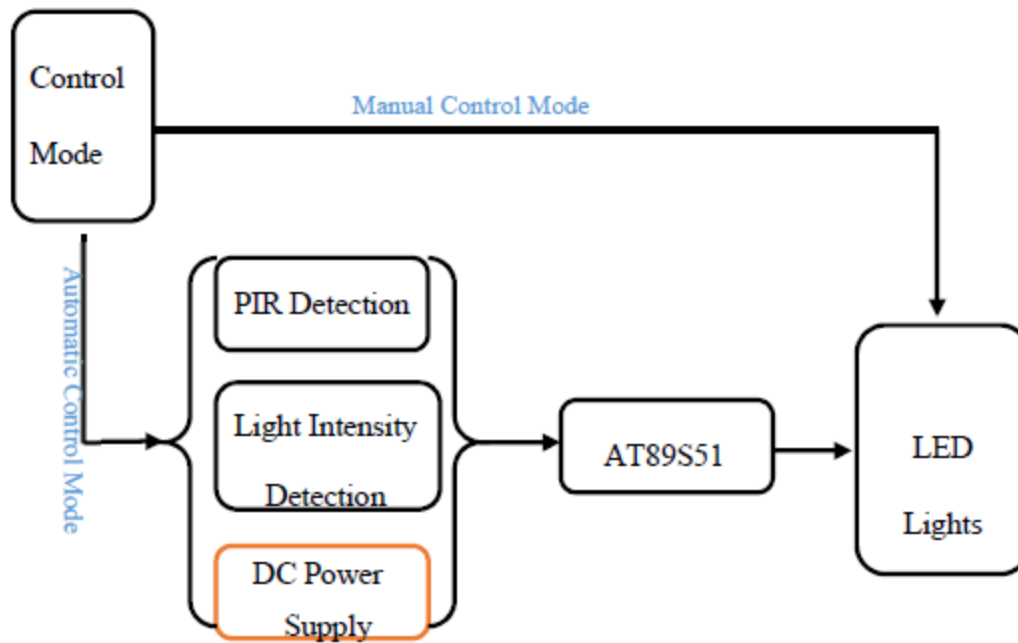 Control
Mode
Manual Control Mode
Automatic Control Mode
PIR Detection
Light Intensity
Detection
DC Power
Supply
AT89S51
LED
Lights